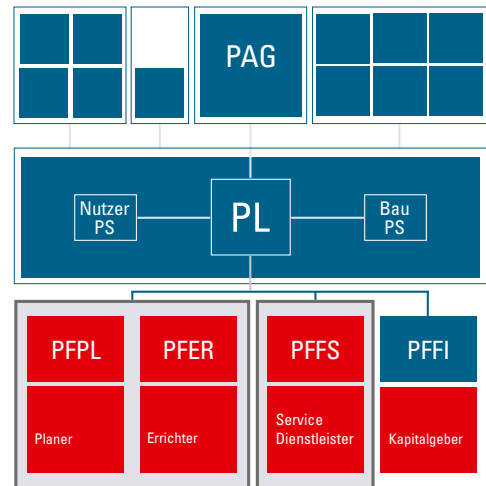 PAG
Nutzer
PS
PL
Bau
PS
PFPL
PFER
PFFS
PFFI
Planer
Errichter
Service
Dienstleister
Kapitalgeber